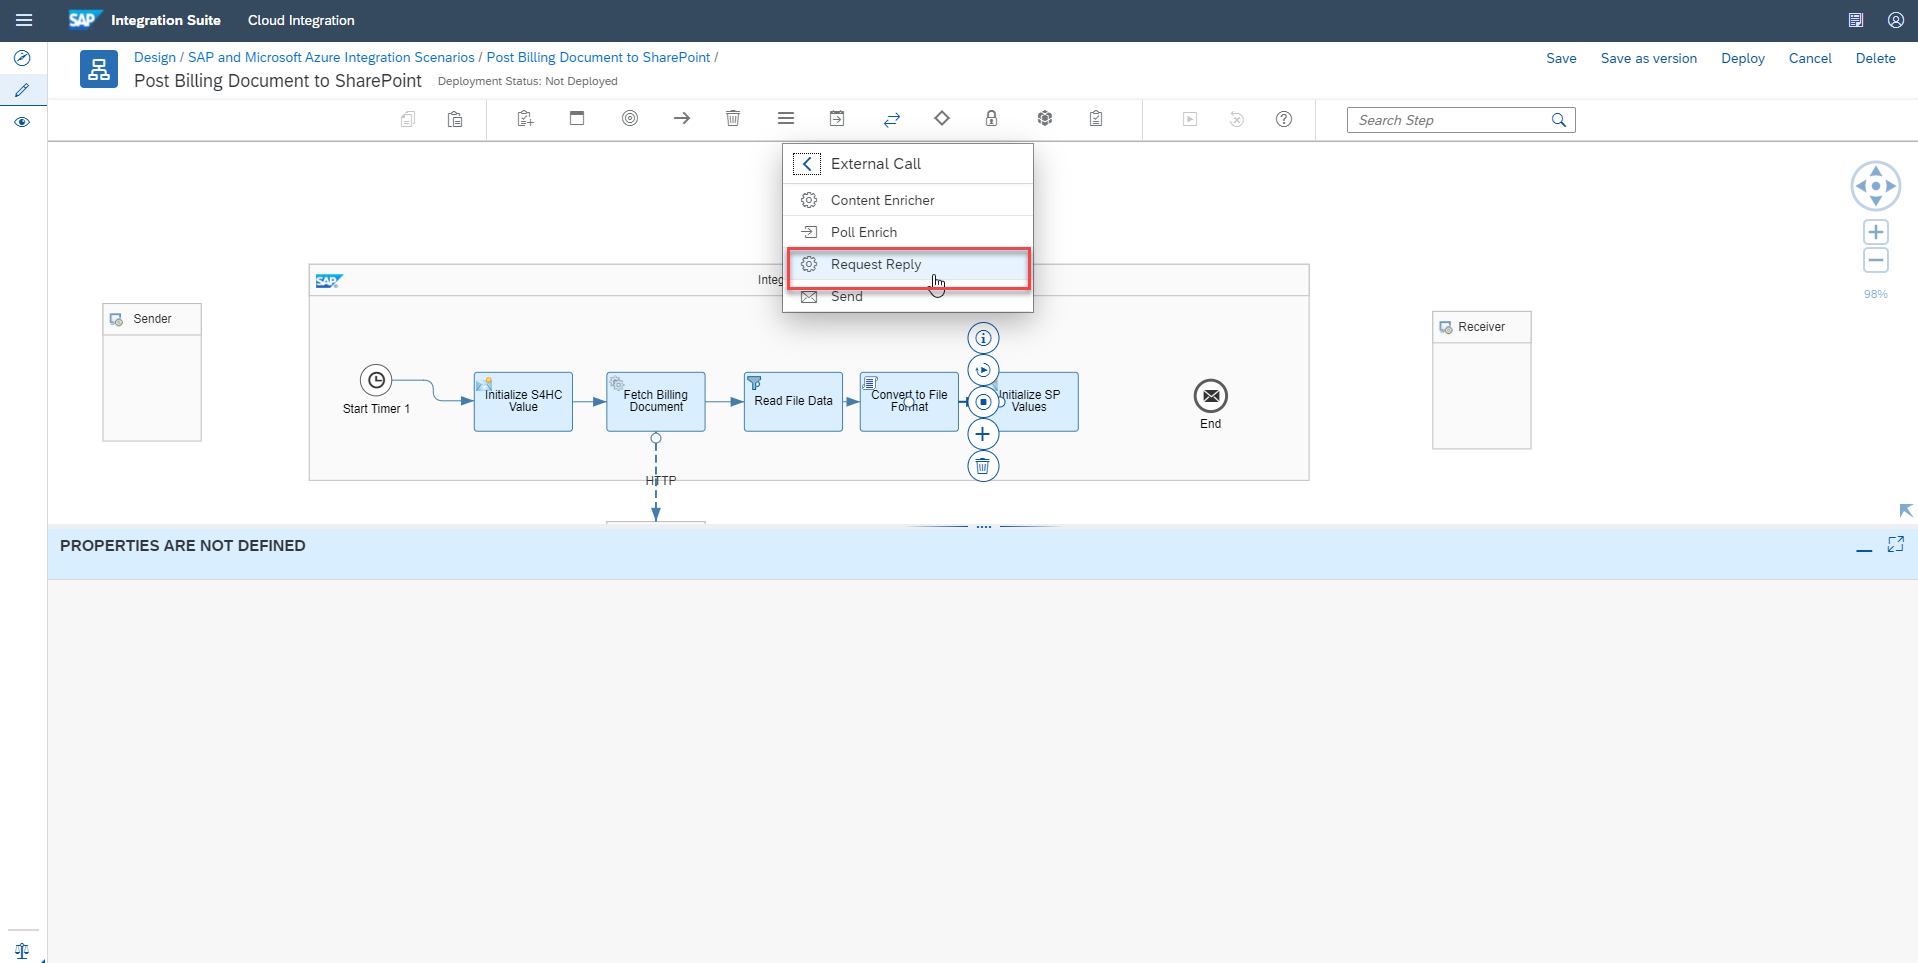 SAP Integration Suite Cloud Integration
Design / SAP and Microsoft Azure Integration Scenarios / Post Billing Document to SharePoint /
Post Billing Document to SharePoint Deployment Status: Not Deployed
Save Save as version Deploy Cancel Delete
Search Step
External Call
Content Enricher
Poll Enrich
Request Reply
Send
98%
SAP
Integ
Sender
Receiver
Start Timer 1
Initialize S4HC
Value
Fetch Billing
Document
Read File Data
Convert to File
Format
Initialize SP
Values
End
HTTP
PROPERTIES ARE NOT DEFINED